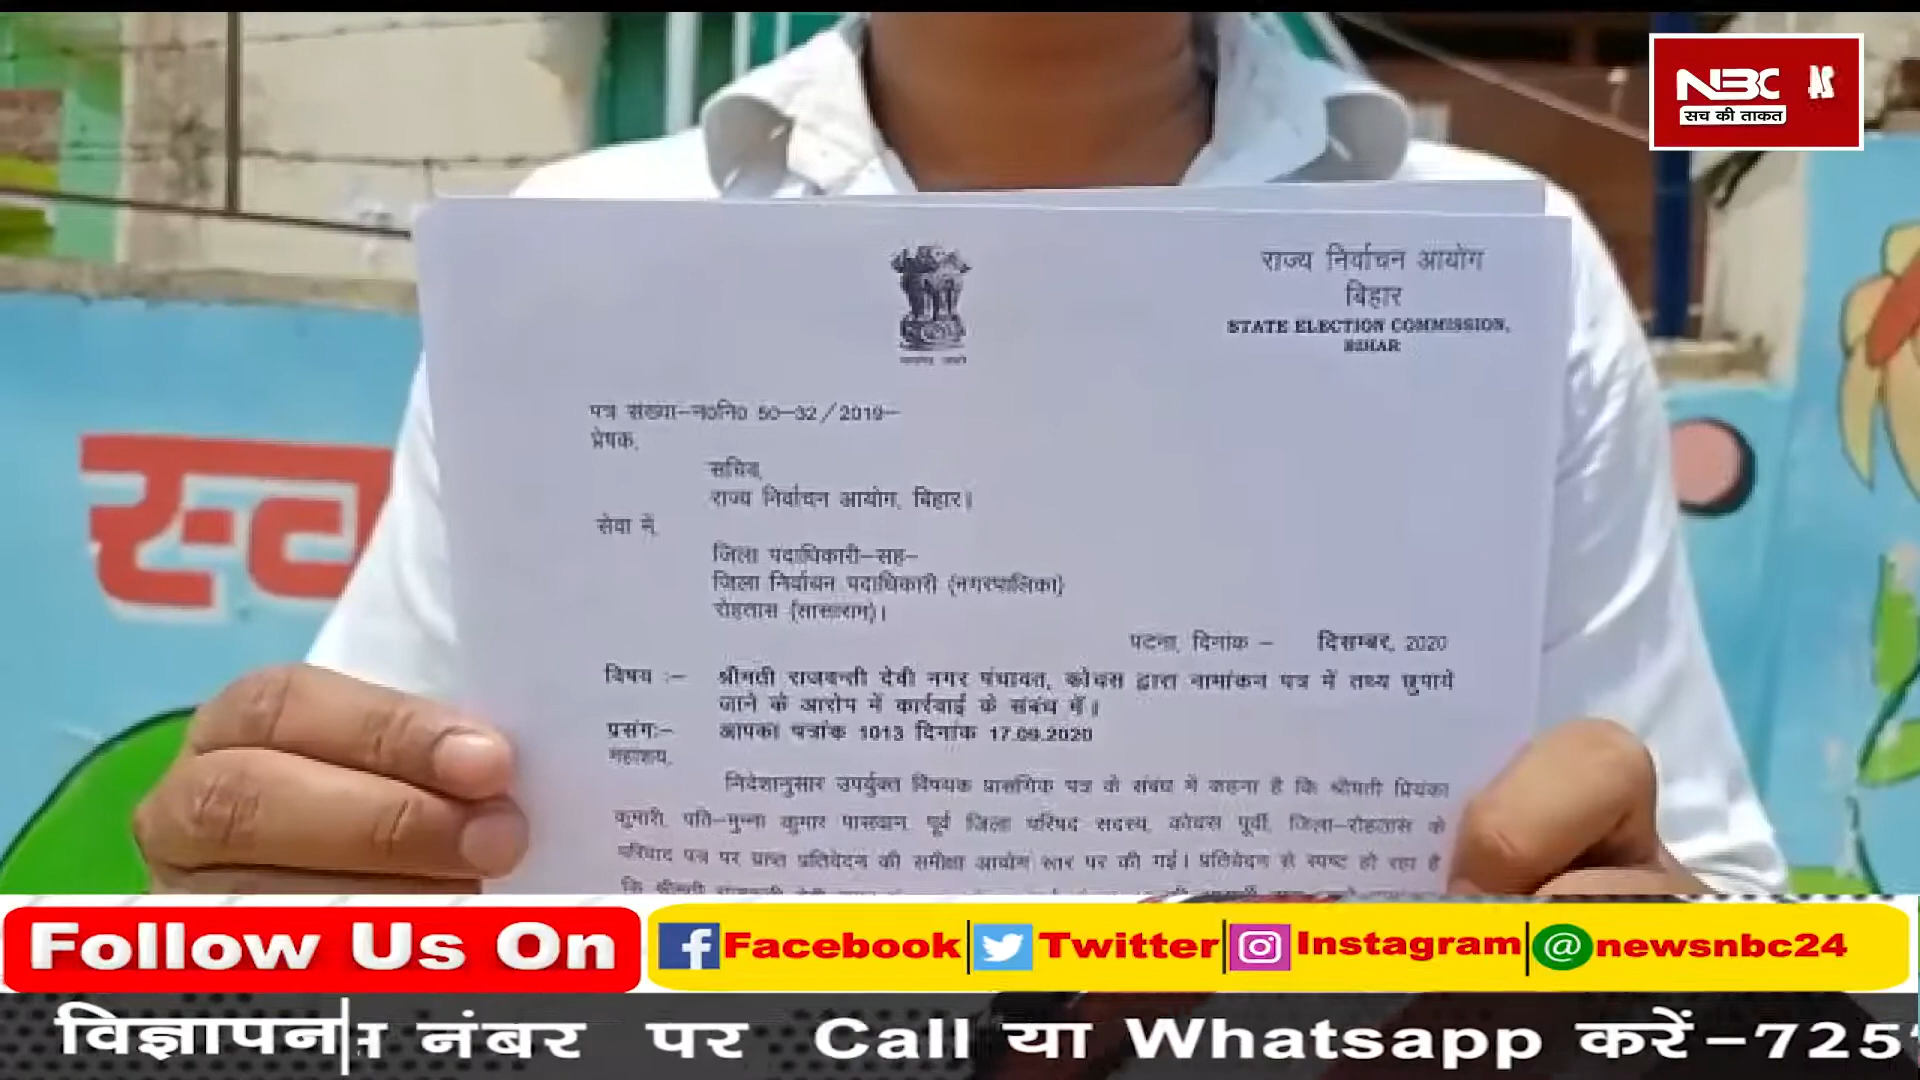 NBC
सच की ताकत
राज्य निर्वाचन आयोग
बिहार
STATE ELECTION COMMISSION,
BIHAR
पत्र संख्या–न0नि0 50–32/2019–
प्रेषक,
सचिव,
राज्य निर्वाचन आयोग, बिहार।
सेवा में,
जिला पदाधिकारी–सह–
जिला निर्वाचन पदाधिकारी (नगरपालिका)
रोहतास (सासाराम)।
पटना, दिनांक – दिसम्बर, 2020
विषय :– श्रीमती राजवन्ती देवी नगर पंचायत, कोचस द्वारा नामांकन पत्र में तथ्य छुपाये
जाने के आरोप में कार्रवाई के संबंध में।
प्रसंगः– आपका पत्रांक 1013 दिनांक 17.09.2020
महाशय,
निदेशानुसार उपर्युक्त विषयक प्रासंगिक पत्र के संबंध में कहना है कि श्रीमती प्रियंका
कुमारी, पति–मुन्ना कुमार पासवान, पूर्व जिला परिषद सदस्य, कोचस पूर्वी, जिला–रोहतास के
परिवाद पत्र पर प्राप्त प्रतिवेदन की समीक्षा आयोग स्तर पर की गई। प्रतिवेदन से स्पष्ट हो रहा है
कि श्रीमती
स्व
Follow Us On
Facebook Twitter Instagram @newsnbc24
विज्ञापन नंबर पर Call या Whatsapp करें–725